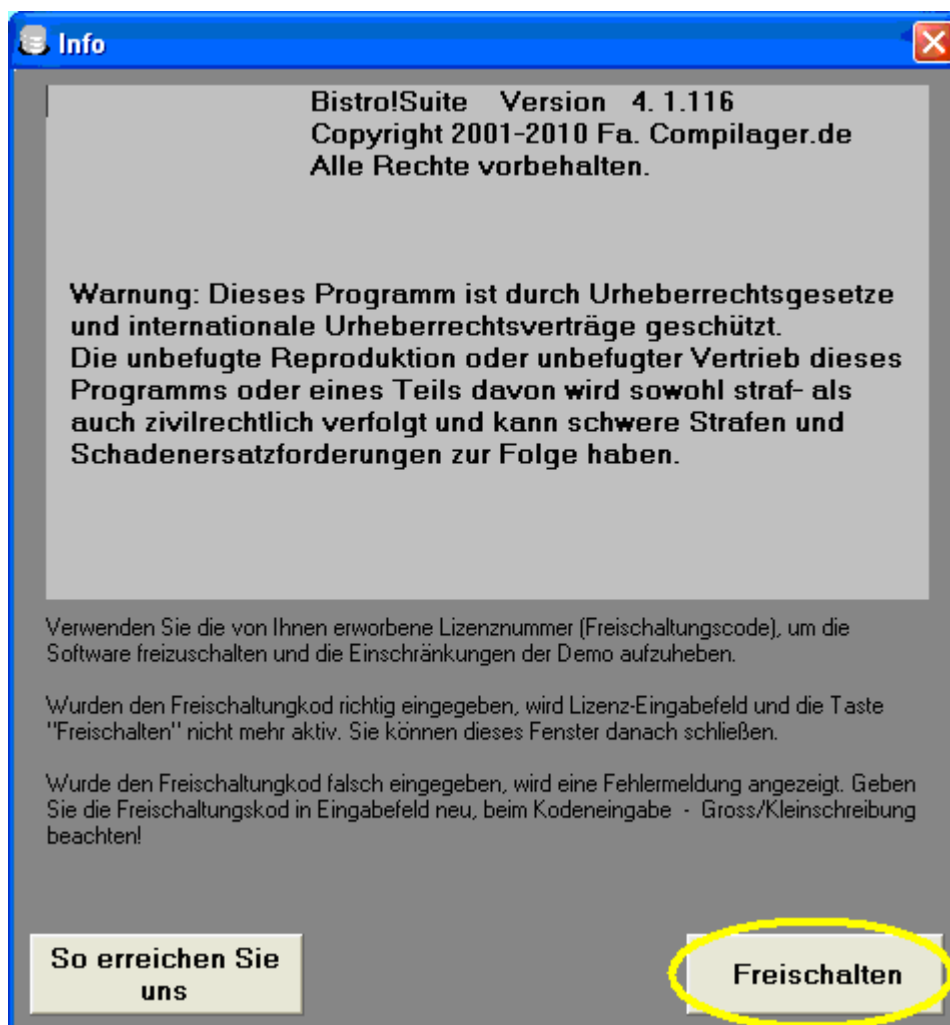 Info
Bistro!Suite Version 4. 1.116
Copyright 2001-2010 Fa. Compilager.de
Alle Rechte vorbehalten.
Warnung: Dieses Programm ist durch Urheberrechtsgesetze
und internationale Urheberrechtsverträge geschützt.
Die unbefugte Reproduktion oder unbefugter Vertrieb dieses
Programms oder eines Teils davon wird sowohl straf- als
auch zivilrechtlich verfolgt und kann schwere Strafen und
Schadenersatzforderungen zur Folge haben.
Verwenden Sie die von Ihnen erworbene Lizenznummer (Freischaltungscode), um die
Software freizuschalten und die Einschränkungen der Demo aufzuheben.
Wurden den Freischaltungkod richtig eingegeben, wird Lizenz-Eingabefeld und die Taste
"Freischalten" nicht mehr aktiv. Sie können dieses Fenster danach schließen.
Wurde den Freischaltungkod falsch eingegeben, wird eine Fehlermeldung angezeigt. Geben
Sie die Freischaltungskod in Eingabefeld neu, beim Kodeneingabe - Gross/Kleinschreibung
beachten!
So erreichen Sie
uns
Freischalten